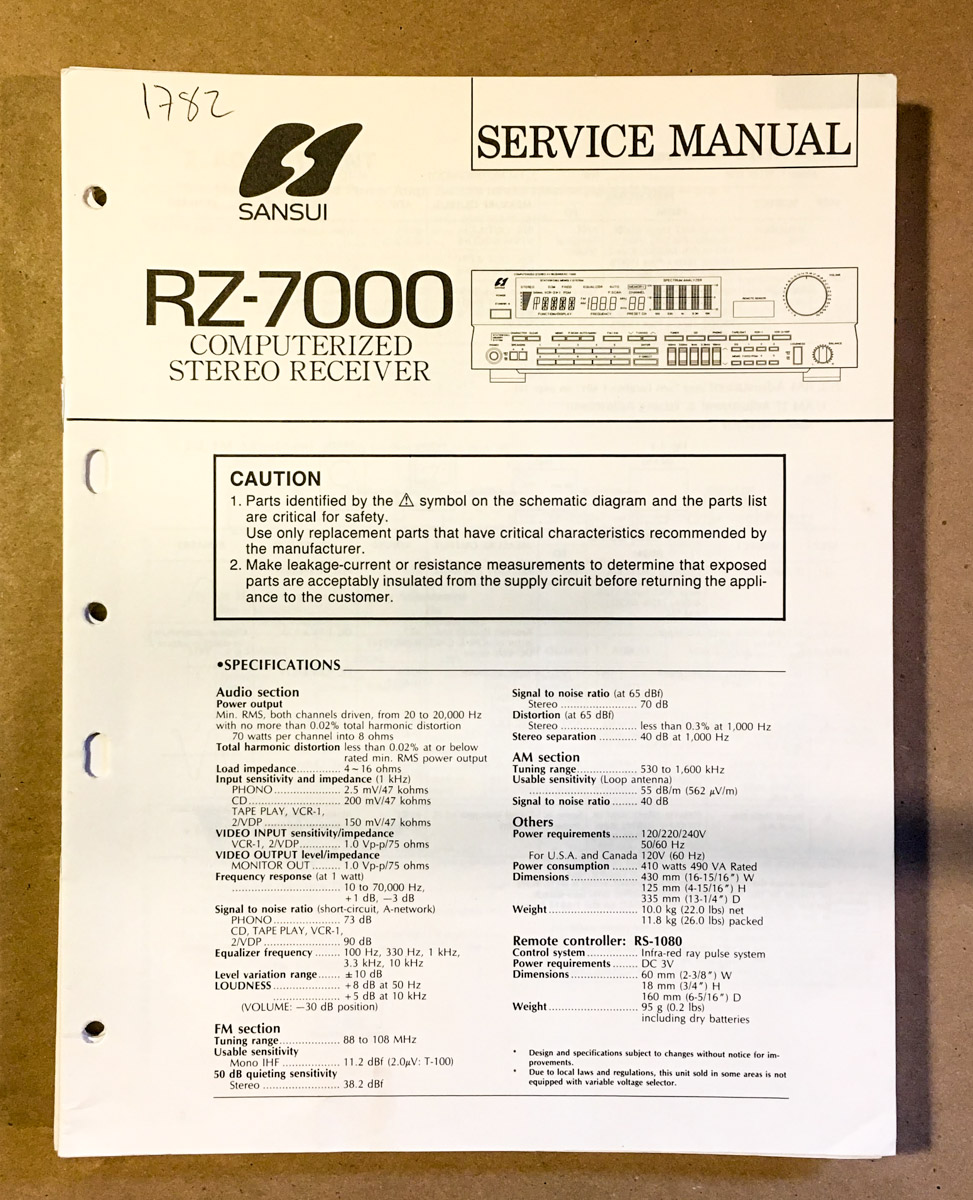 1782
SERVICE MANUAL
SANSUI
RZ-7000
COMPUTERIZED
STEREO RECEIVER
SPECTRUM ANALYZER
CAUTION
1. Parts identified by the ⚠ symbol on the schematic diagram and the parts list
are critical for safety.
Use only replacement parts that have critical characteristics recommended by
the manufacturer.
2. Make leakage-current or resistance measurements to determine that exposed
parts are acceptably insulated from the supply circuit before returning the appli-
ance to the customer.
•SPECIFICATIONS
Audio section
Power output
Min. RMS, both channels driven, from 20 to 20,000 Hz
with no more than 0.02% total harmonic distortion
70 watts per channel into 8 ohms
Total harmonic distortion less than 0.02% at or below
rated min. RMS power output
Load impedance............. 4~16 ohms
Input sensitivity and impedance (1 kHz)
PHONO................... 2.5 mV/47 kohms
CD.......................... 200 mV/47 kohms
TAPE PLAY, VCR-1,
2/VDP...................... 150 mV/47 kohms
VIDEO INPUT sensitivity/impedance
VCR-1, 2/VDP............ 1.0 Vp-p/75 ohms
VIDEO OUTPUT level/impedance
MONITOR OUT......... 1.0 Vp-p/75 ohms
Frequency response (at 1 watt)
............................... 10 to 70,000 Hz,
+1 dB, −3 dB
Signal to noise ratio (short-circuit, A-network)
PHONO................... 73 dB
CD, TAPE PLAY, VCR-1,
2/VDP...................... 90 dB
Equalizer frequency ....... 100 Hz, 330 Hz, 1 kHz,
3.3 kHz, 10 kHz
Level variation range...... ±10 dB
LOUDNESS.................... +8 dB at 50 Hz
................... +5 dB at 10 kHz
(VOLUME: −30 dB position)
FM section
Tuning range.................. 88 to 108 MHz
Usable sensitivity
Mono IHF ................. 11.2 dBf (2.0μV: T-100)
50 dB quieting sensitivity
Stereo ...................... 38.2 dBf
Signal to noise ratio (at 65 dBf)
Stereo ...................... 70 dB
Distortion (at 65 dBf)
Stereo ...................... less than 0.3% at 1,000 Hz
Stereo separation ........... 40 dB at 1,000 Hz
AM section
Tuning range.................. 530 to 1,600 kHz
Usable sensitivity (Loop antenna)
............................... 55 dB/m (562 μV/m)
Signal to noise ratio ....... 40 dB
Others
Power requirements ........ 120/220/240V
50/60 Hz
For U.S.A. and Canada 120V (60 Hz)
Power consumption ........ 410 watts 490 VA Rated
Dimensions .................... 430 mm (16-15/16″) W
125 mm (4-15/16″) H
335 mm (13-1/4″) D
Weight........................... 10.0 kg (22.0 lbs) net
11.8 kg (26.0 lbs) packed
Remote controller: RS-1080
Control system ............... Infra-red ray pulse system
Power requirements ........ DC 3V
Dimensions .................... 60 mm (2-3/8″) W
18 mm (3/4″) H
160 mm (6-5/16″) D
Weight........................... 95 g (0.2 lbs)
including dry batteries
* Design and specifications subject to changes without notice for im-
provements.
* Due to local laws and regulations, this unit sold in some areas is not
equipped with variable voltage selector.